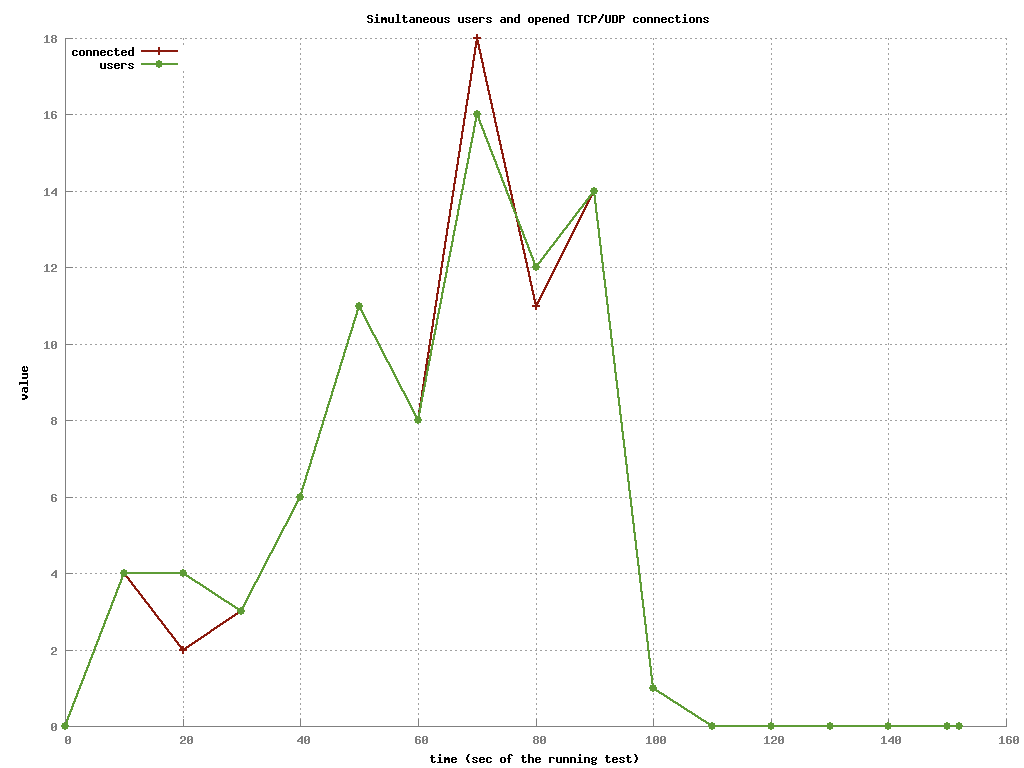 Simultaneous users and opened TCP/UDP connections
connected
users
18
16
14
12
10
8
6
4
2
0
value
0 20 40 60 80 100 120 140 160
time (sec of the running test)